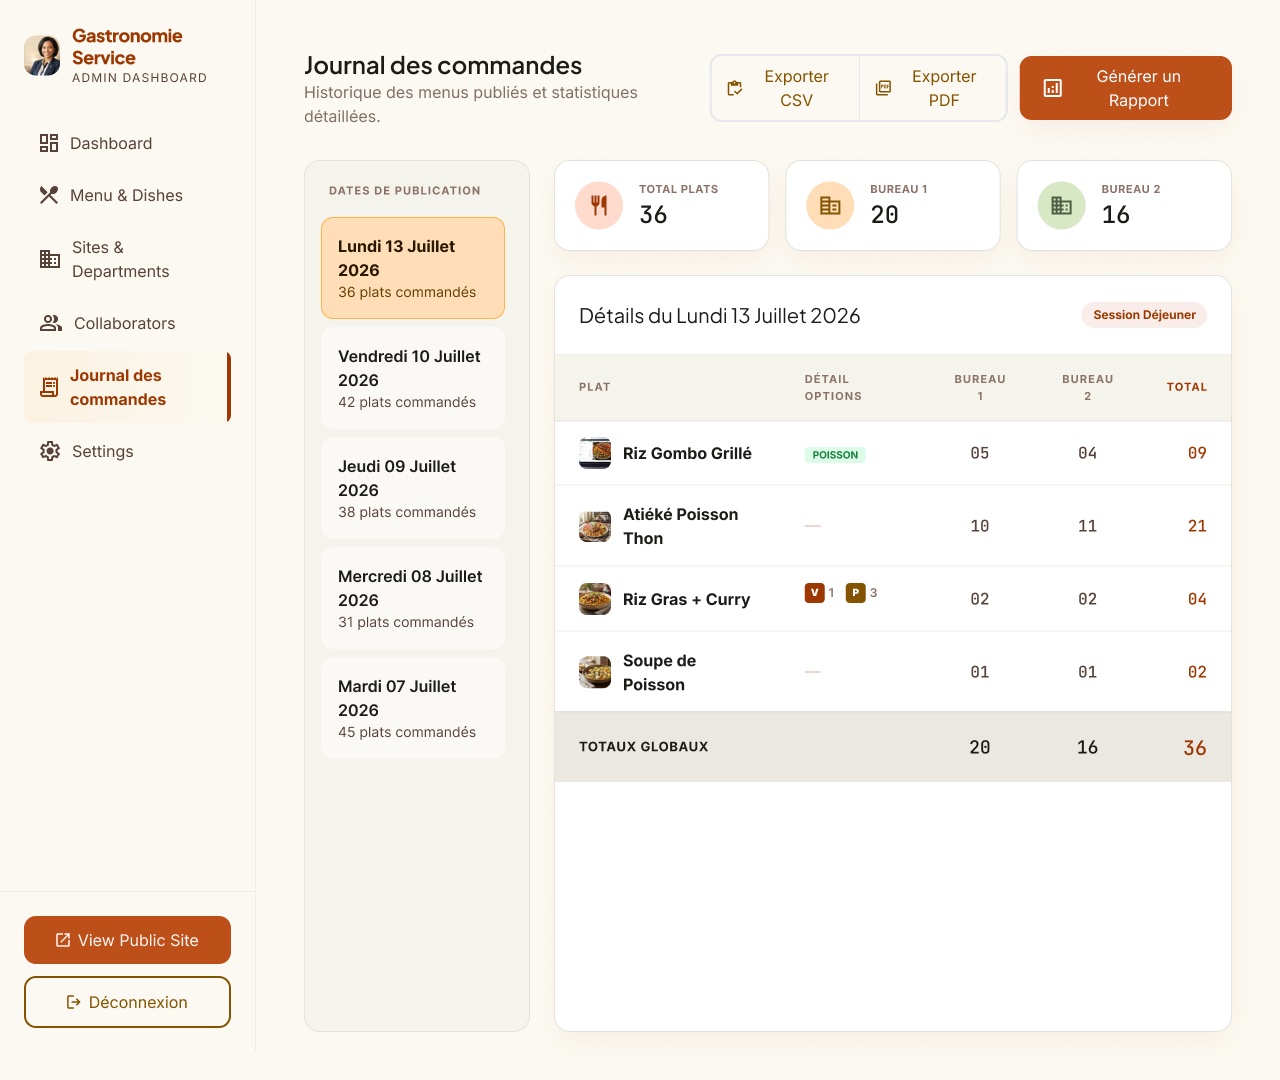 Gastronomie
Service
ADMIN DASHBOARD
Dashboard
Menu & Dishes
Sites &
Departments
Collaborators
Journal des
commandes
Settings
View Public Site
Déconnexion
Journal des commandes
Historique des menus publiés et statistiques
détaillées.
Exporter
CSV
Exporter
PDF
Générer un
Rapport
DATES DE PUBLICATION
Lundi 13 Juillet
2026
36 plats commandés
Vendredi 10 Juillet
2026
42 plats commandés
Jeudi 09 Juillet
2026
38 plats commandés
Mercredi 08 Juillet
2026
31 plats commandés
Mardi 07 Juillet
2026
45 plats commandés
TOTAL PLATS
36
BUREAU 1
20
BUREAU 2
16
Détails du Lundi 13 Juillet 2026
Session Déjeuner
PLAT DÉTAIL OPTIONS BUREAU 1 BUREAU 2 TOTAL
Riz Gombo Grillé POISSON 05 04 09
Atiéké Poisson
Thon — 10 11 21
Riz Gras + Curry V 1 P 3 02 02 04
Soupe de
Poisson — 01 01 02
TOTAUX GLOBAUX 20 16 36